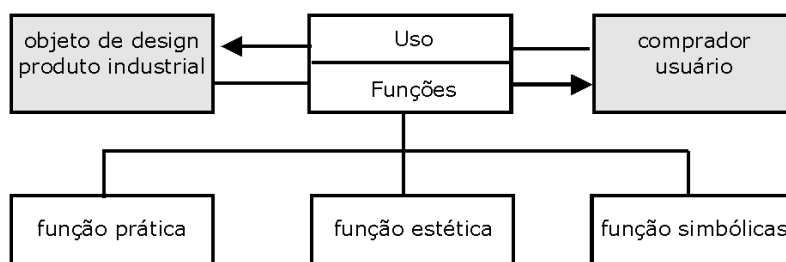 objeto de design
produto industrial
Uso
Funções
comprador
usuário
função prática
função estética
função simbólicas